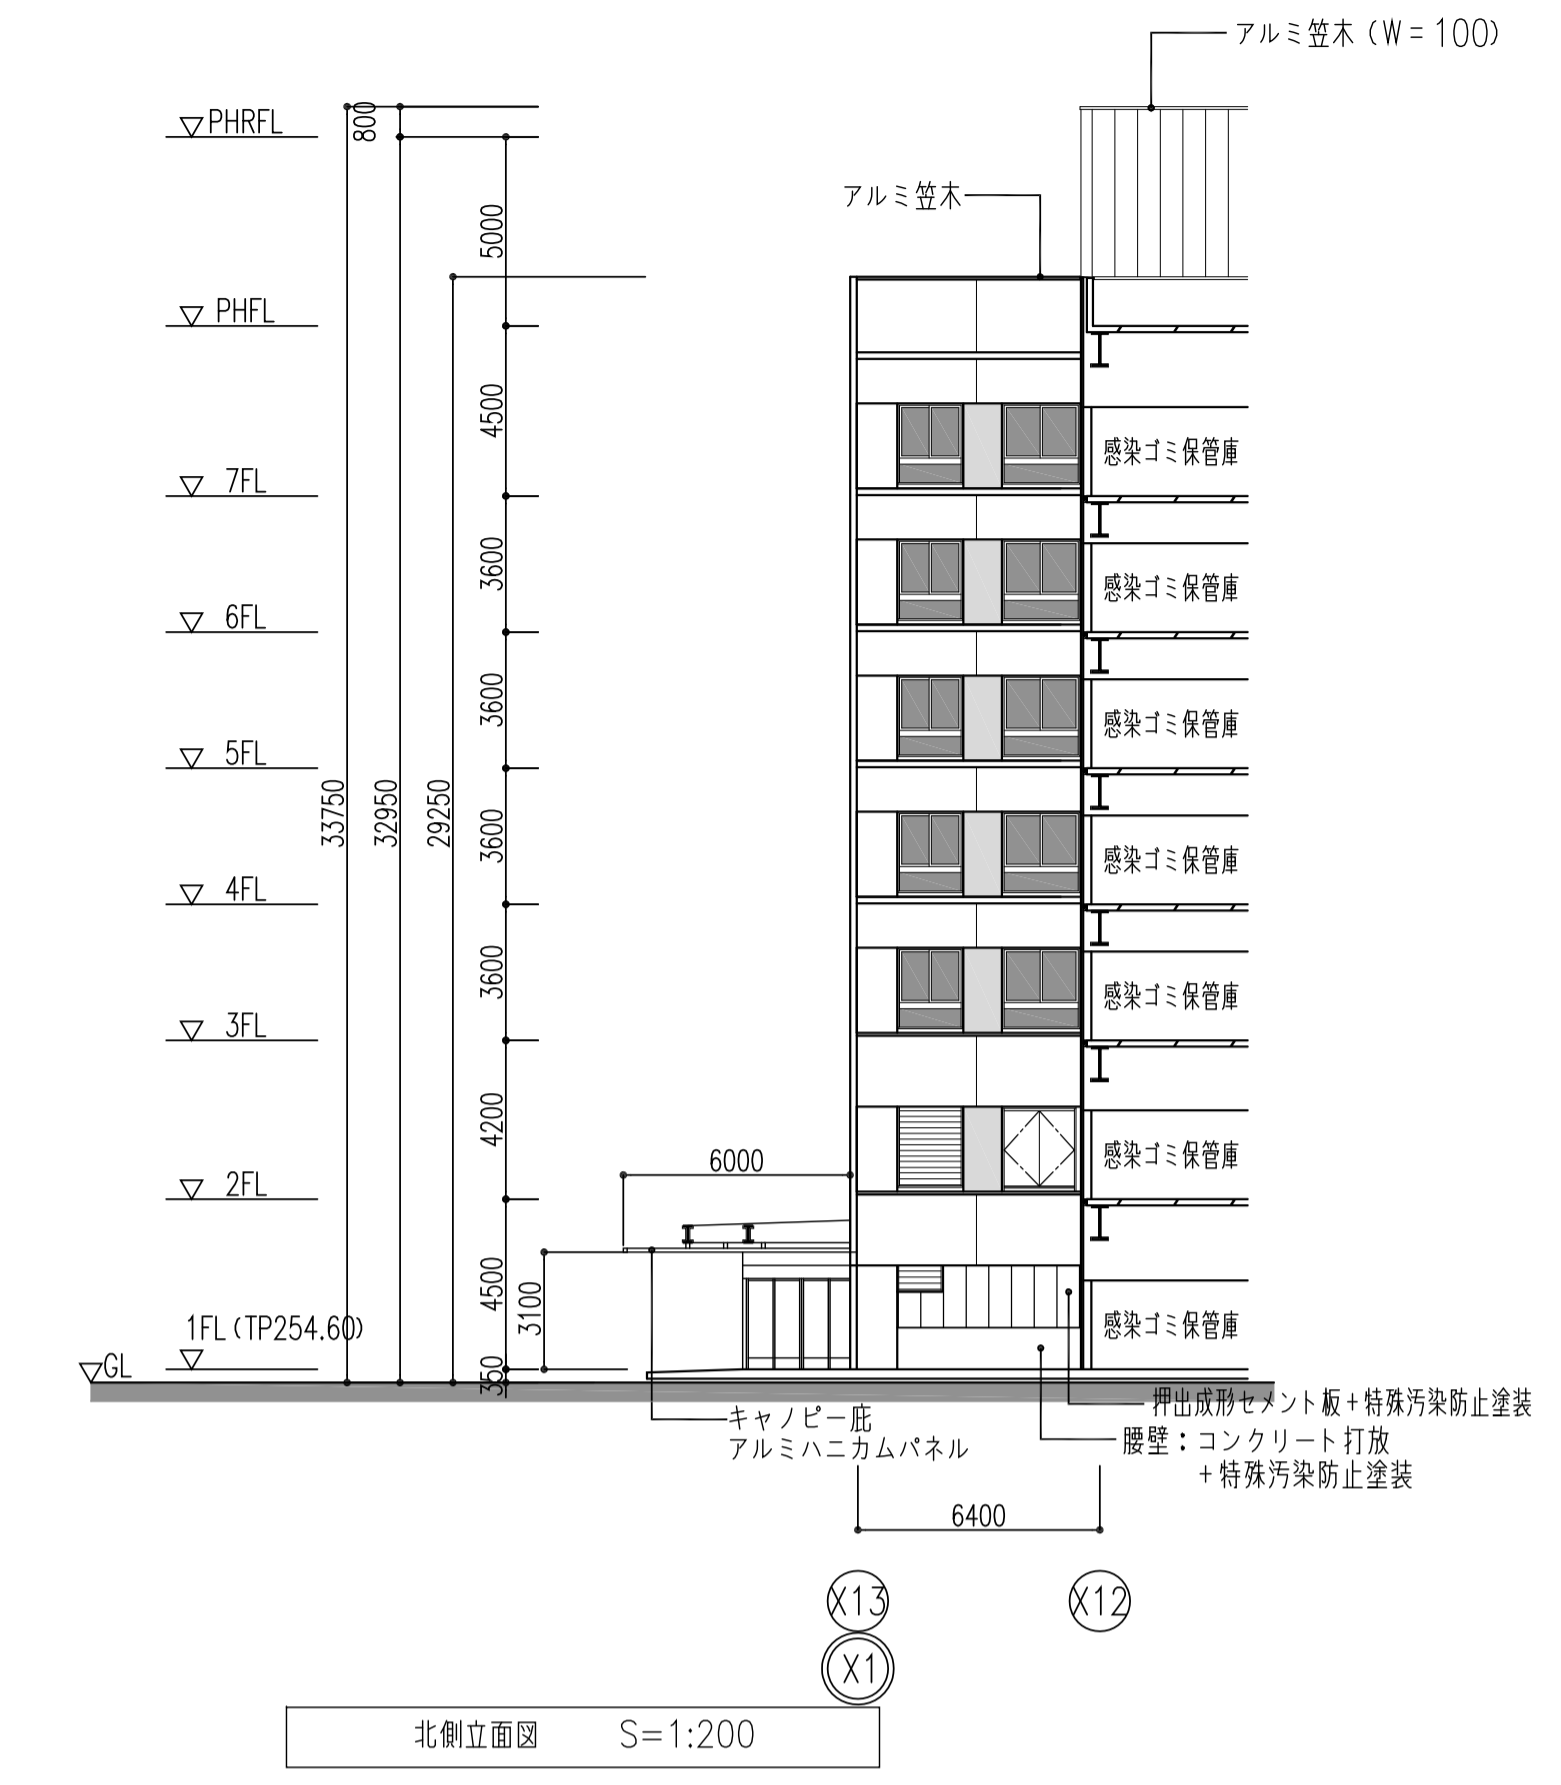 アルミ笠木 (W = 100)
PHRFL
800
アルミ笠木
5000
PHFL
4500
感染ゴミ保管庫
7FL
3600
感染ゴミ保管庫
6FL
3600
感染ゴミ保管庫
5FL
33750
32950
29250
3600
感染ゴミ保管庫
4FL
3600
感染ゴミ保管庫
3FL
4200
感染ゴミ保管庫
6000
2FL
4500
3100
感染ゴミ保管庫
1FL (TP254.60)
GL
350
押出成形セメント板+特殊汚染防止塗装
キャノピー庇
アルミハニカムパネル
腰壁:コンクリート打放
+特殊汚染防止塗装
6400
X13
X12
X1
北側立面図 S=1:200